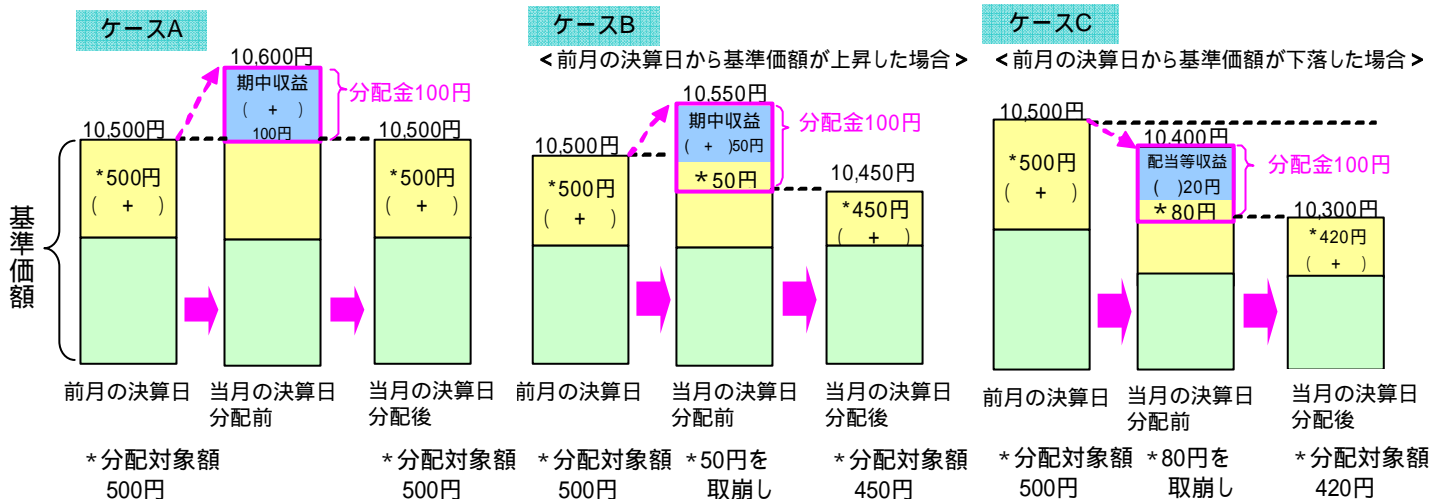 ケースA
10,600円
期中収益
( + )
100円
分配金100円
10,500円
10,500円
*500円
( + )
*500円
( + )
基準価額
前月の決算日
当月の決算日
分配前
当月の決算日
分配後
*分配対象額
500円
*分配対象額
500円
ケースB
<前月の決算日から基準価額が上昇した場合>
10,550円
期中収益
( + )50円
分配金100円
10,500円
*500円
( + )
*50円
10,450円
*450円
( + )
前月の決算日
当月の決算日
分配前
当月の決算日
分配後
*分配対象額
500円
*50円を
取崩し
*分配対象額
450円
ケースC
<前月の決算日から基準価額が下落した場合>
10,500円
10,400円
*500円
( + )
配当等収益
( )20円
分配金100円
*80円
10,300円
*420円
( + )
前月の決算日
当月の決算日
分配前
当月の決算日
分配後
*分配対象額
500円
*80円を
取崩し
*分配対象額
420円